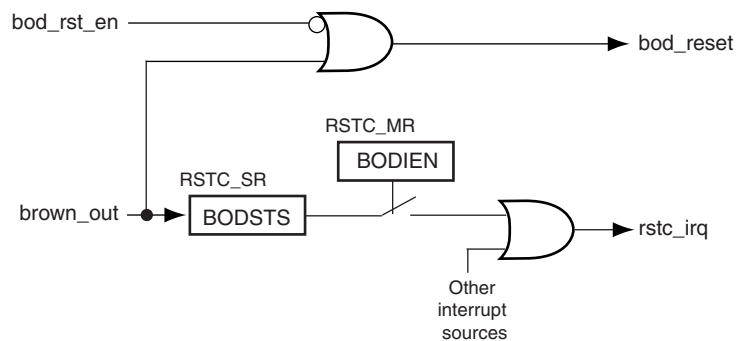 bod_rst_en
bod_reset
RSTC_MR
BODIEN
RSTC_SR
brown_out
BODSTS
rstc_irq
Other
interrupt
sources